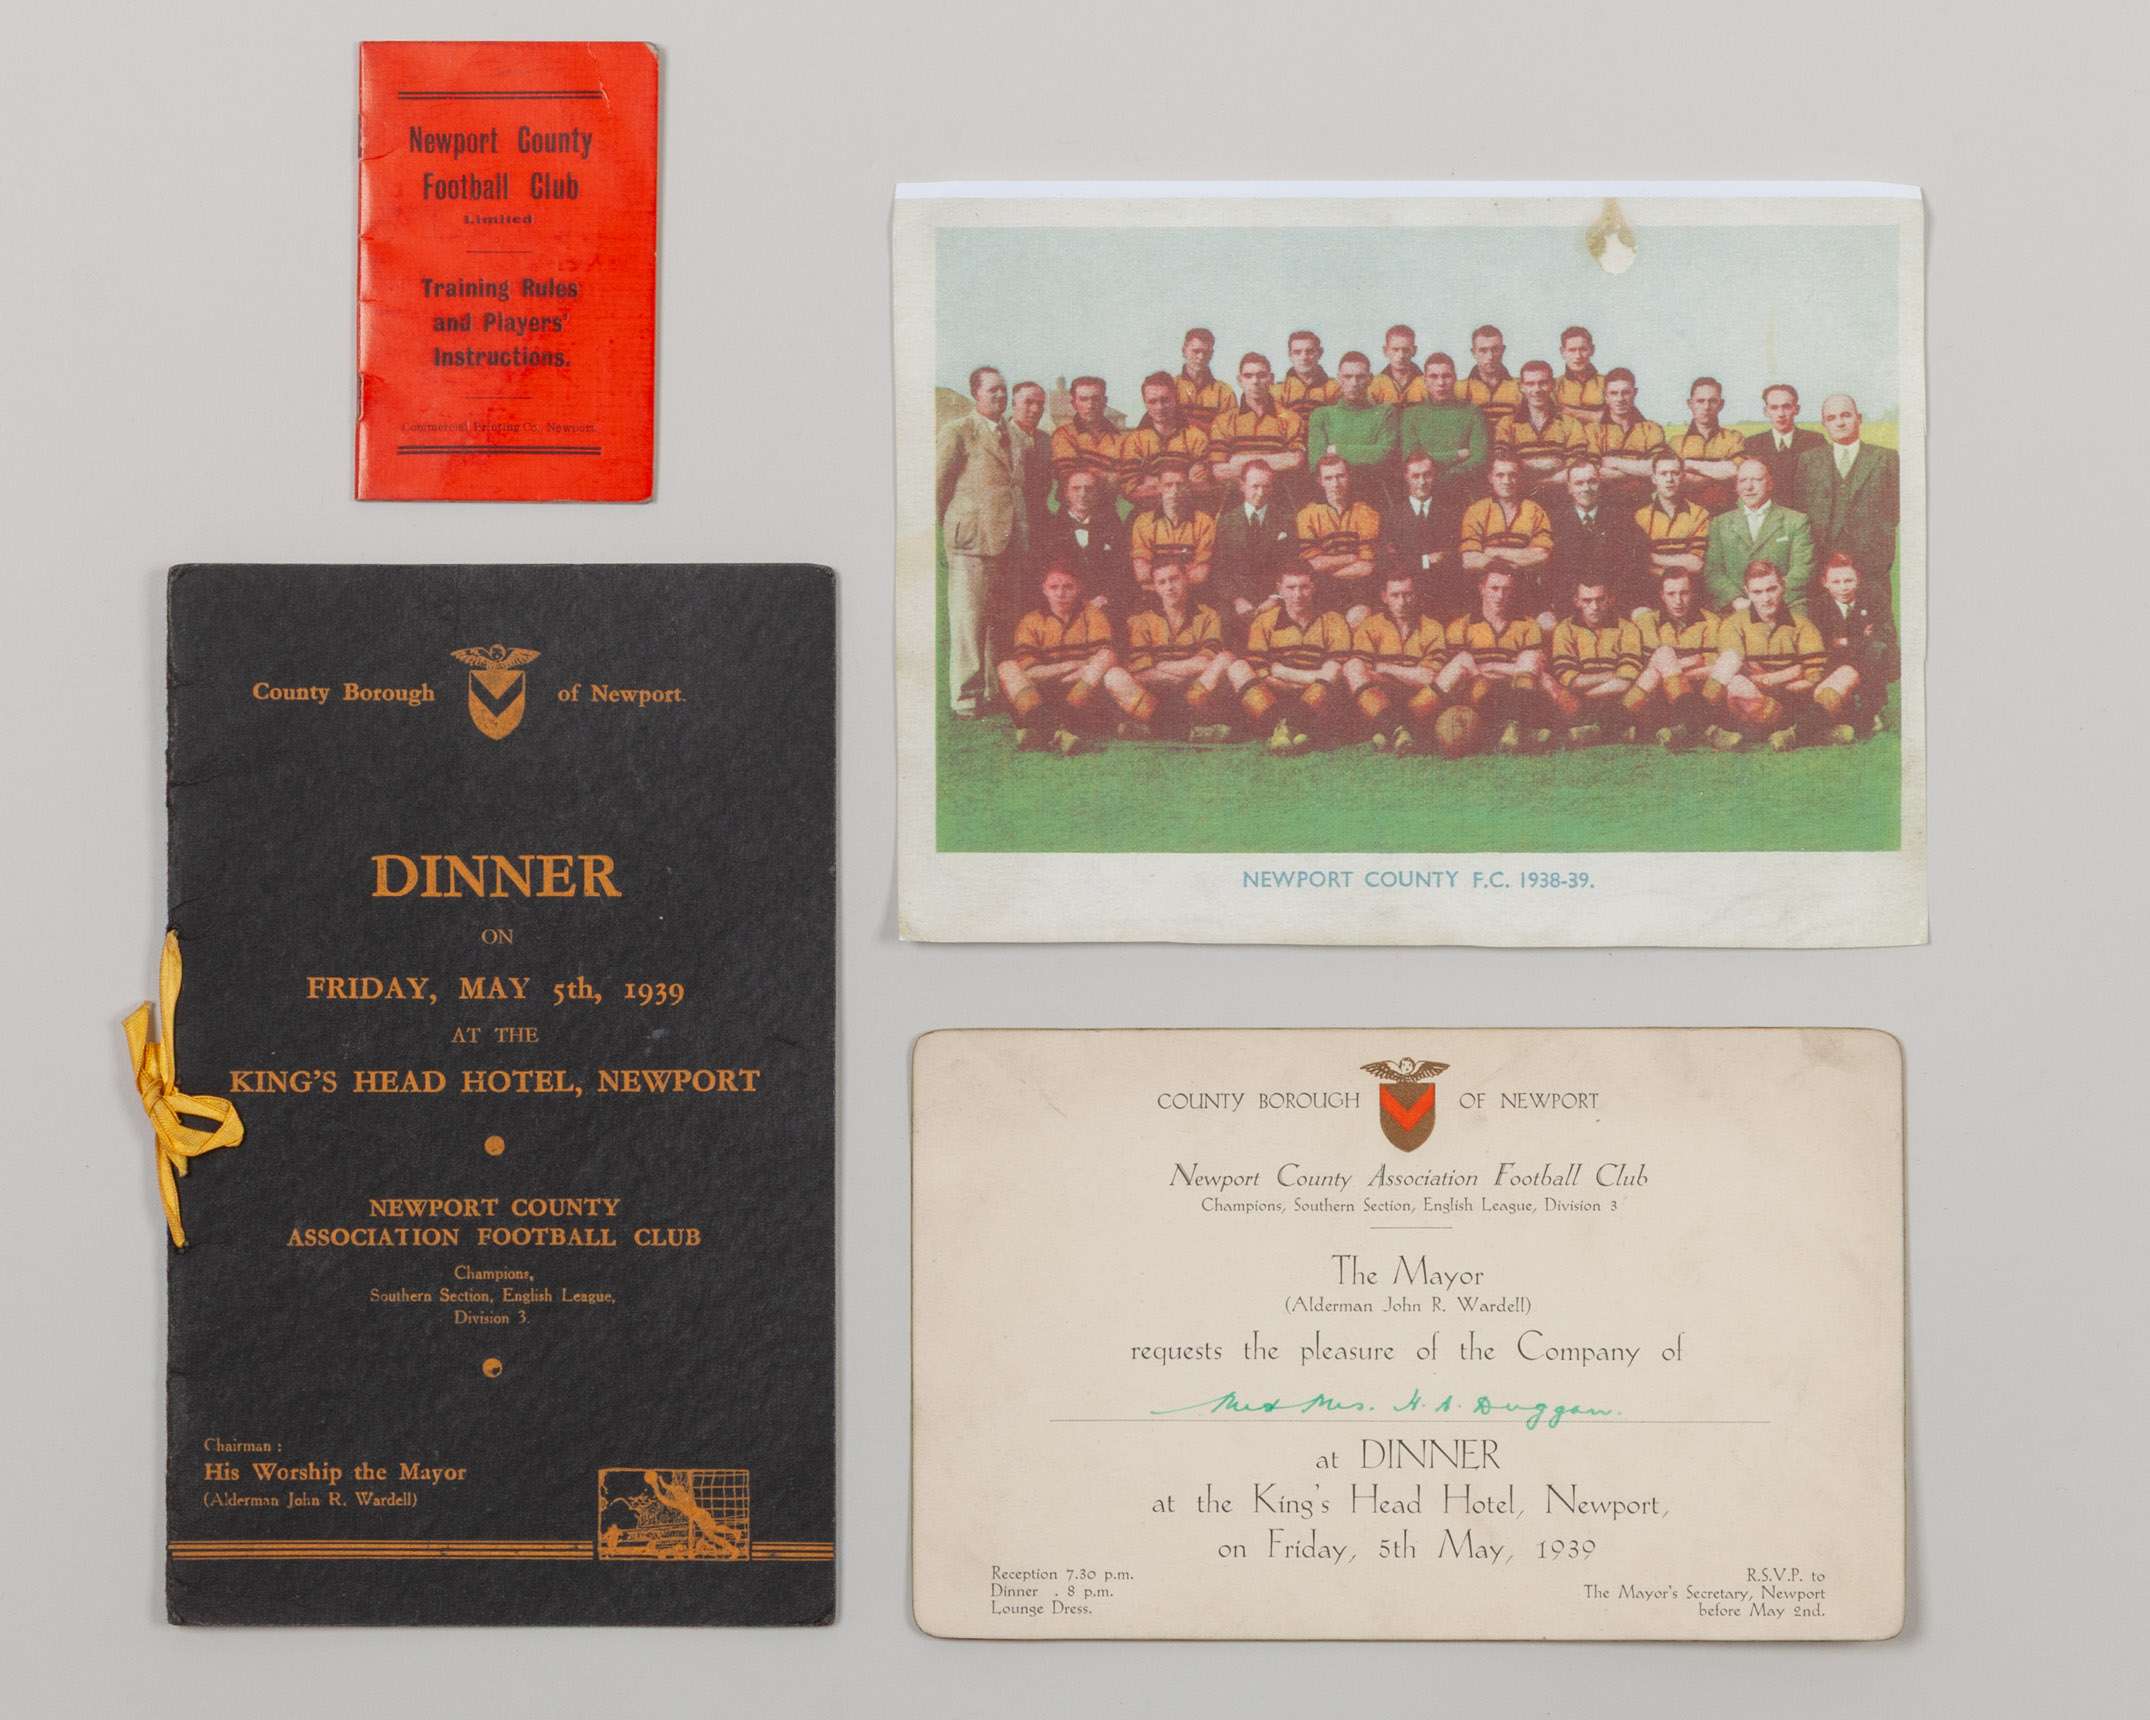 Newport County
Football Club
Limited
Training Rules
and Players'
Instructions.
Commercial Printing Co., Newport.
NEWPORT COUNTY F.C. 1938-39.
County Borough of Newport.
DINNER
ON
FRIDAY, MAY 5th, 1939
AT THE
KING'S HEAD HOTEL, NEWPORT
NEWPORT COUNTY
ASSOCIATION FOOTBALL CLUB
Champions,
Southern Section, English League,
Division 3.
Chairman :
His Worship the Mayor
(Alderman John R. Wardell)
COUNTY BOROUGH OF NEWPORT
Newport County Association Football Club
Champions, Southern Section, English League, Division 3
The Mayor
(Alderman John R. Wardell)
requests the pleasure of the Company of
Mr & Mrs. H. A. Duggan.
at DINNER
at the King's Head Hotel, Newport,
on Friday, 5th May, 1939
Reception 7.30 p.m.
Dinner . 8 p.m.
Lounge Dress.
R.S.V.P. to
The Mayor's Secretary, Newport
before May 2nd.